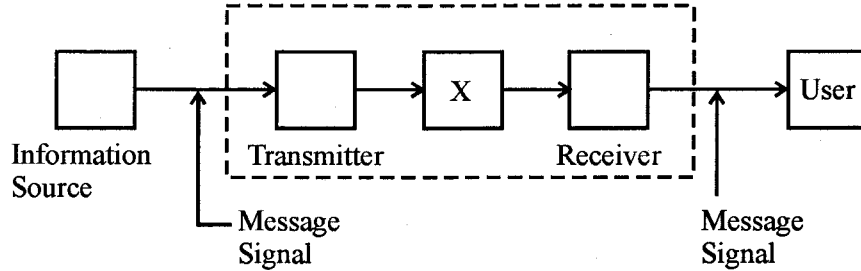 X
User
Information
Source
Transmitter
Receiver
Message
Signal
Message
Signal